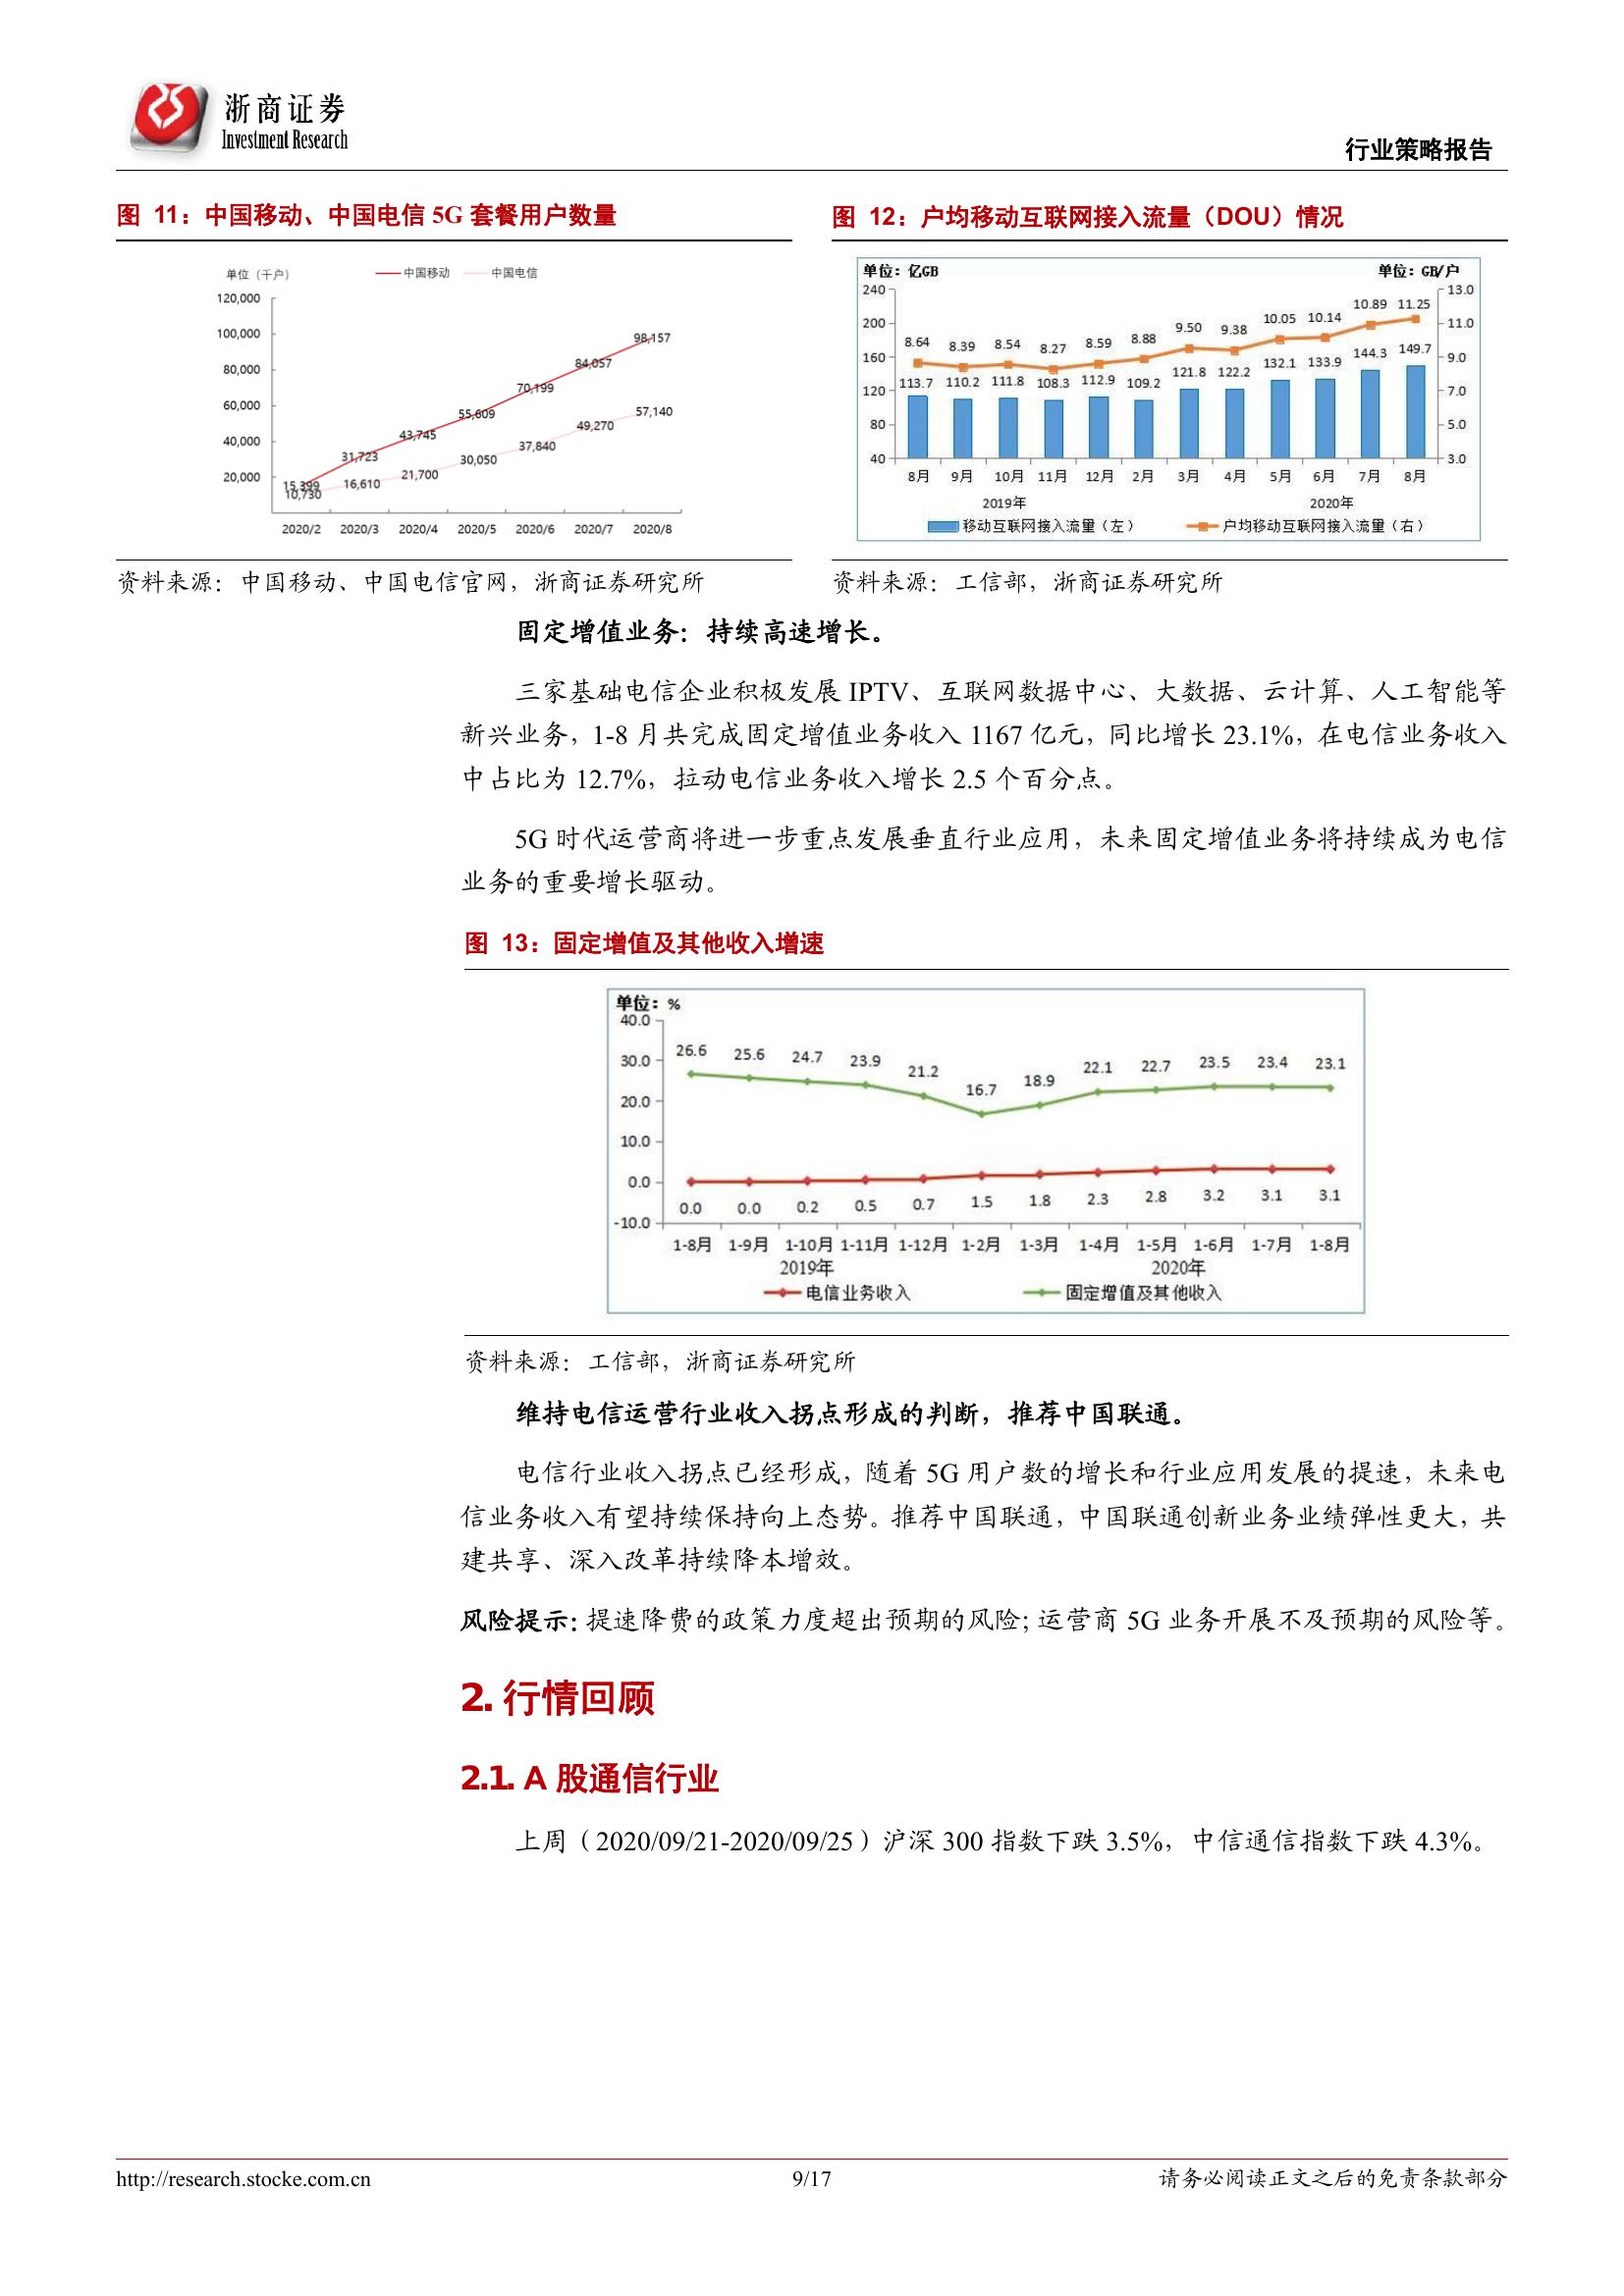 浙商证券
Investment Research
行业策略报告
图 11：中国移动、中国电信 5G 套餐用户数量
单位（千户）
中国移动 中国电信
120,000
100,000
80,000
60,000
40,000
20,000
15,399 31,723 43,745 55,609 70,199 84,057 98,157
10,730 16,610 21,700 30,050 37,840 49,270 57,140
2020/2 2020/3 2020/4 2020/5 2020/6 2020/7 2020/8
资料来源：中国移动、中国电信官网，浙商证券研究所
图 12：户均移动互联网接入流量（DOU）情况
单位：亿GB 单位：GB/户
240
200
160
120
80
40
13.0
11.0
9.0
7.0
5.0
3.0
8.64 8.39 8.54 8.27 8.59 8.88 9.50 9.38 10.05 10.14 10.89 11.25
113.7 110.2 111.8 108.3 112.9 109.2 121.8 122.2 132.1 133.9 144.3 149.7
8月 9月 10月 11月 12月 2月 3月 4月 5月 6月 7月 8月
2019年 2020年
移动互联网接入流量（左） 户均移动互联网接入流量（右）
资料来源：工信部，浙商证券研究所
固定增值业务：持续高速增长。
三家基础电信企业积极发展 IPTV、互联网数据中心、大数据、云计算、人工智能等
新兴业务，1-8 月共完成固定增值业务收入 1167 亿元，同比增长 23.1%，在电信业务收入
中占比为 12.7%，拉动电信业务收入增长 2.5 个百分点。
5G 时代运营商将进一步重点发展垂直行业应用，未来固定增值业务将持续成为电信
业务的重要增长驱动。
图 13：固定增值及其他收入增速
单位：%
40.0
30.0
20.0
10.0
0.0
-10.0
26.6 25.6 24.7 23.9 21.2 16.7 18.9 22.1 22.7 23.5 23.4 23.1
0.0 0.0 0.2 0.5 0.7 1.5 1.8 2.3 2.8 3.2 3.1 3.1
1-8月 1-9月 1-10月 1-11月 1-12月 1-2月 1-3月 1-4月 1-5月 1-6月 1-7月 1-8月
2019年 2020年
电信业务收入 固定增值及其他收入
资料来源：工信部，浙商证券研究所
维持电信运营行业收入拐点形成的判断，推荐中国联通。
电信行业收入拐点已经形成，随着 5G 用户数的增长和行业应用发展的提速，未来电
信业务收入有望持续保持向上态势。推荐中国联通，中国联通创新业务业绩弹性更大，共
建共享、深入改革持续降本增效。
风险提示：提速降费的政策力度超出预期的风险；运营商 5G 业务开展不及预期的风险等。
2. 行情回顾
2.1. A 股通信行业
上周（2020/09/21-2020/09/25）沪深 300 指数下跌 3.5%，中信通信指数下跌 4.3%。
http://research.stocke.com.cn 9/17 请务必阅读正文之后的免责条款部分